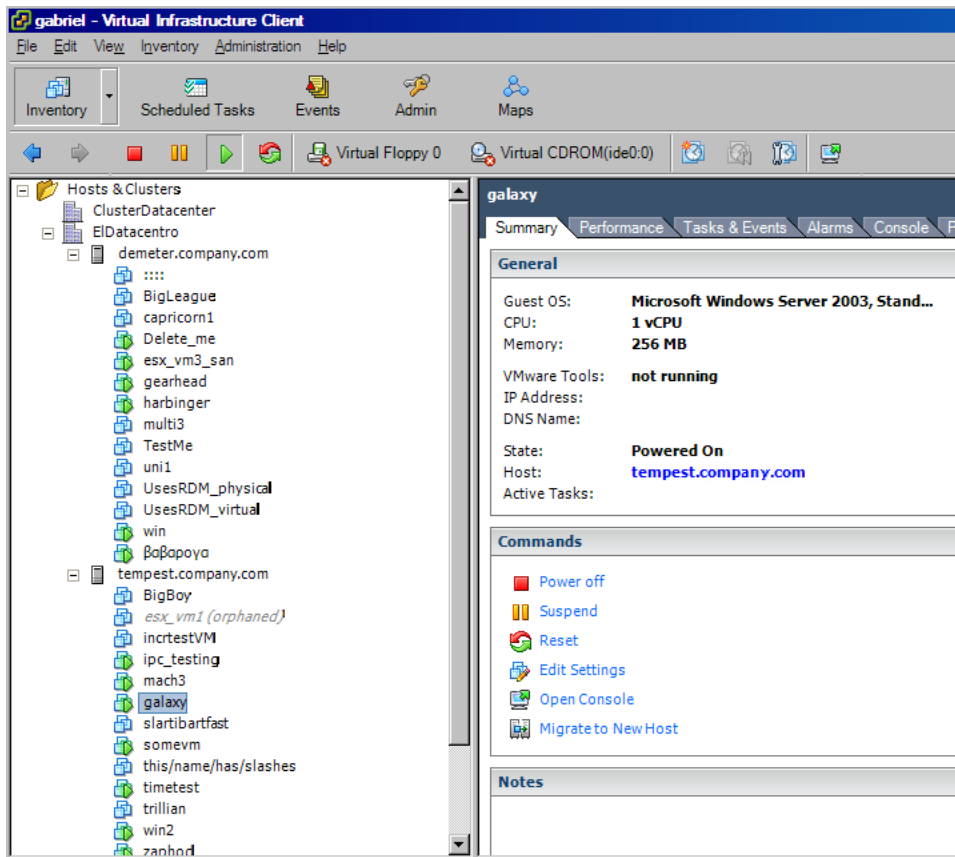 gabriel - Virtual Infrastructure Client
File Edit View Inventory Administration Help
Inventory Scheduled Tasks Events Admin Maps
Virtual Floppy 0 Virtual CDROM(ide0:0)
Hosts & Clusters
ClusterDatacenter
ElDatacentro
demeter.company.com
::::
BigLeague
capricorn1
Delete_me
esx_vm3_san
gearhead
harbinger
multi3
TestMe
uni1
UsesRDM_physical
UsesRDM_virtual
win
βαβαρογα
tempest.company.com
BigBoy
esx_vm1 (orphaned)
incrtestVM
ipc_testing
mach3
galaxy
slartibartfast
somevm
this/name/has/slashes
timetest
trillian
win2
zaphod
galaxy
Summary Performance Tasks & Events Alarms Console
General
Guest OS: Microsoft Windows Server 2003, Stand...
CPU: 1 vCPU
Memory: 256 MB
VMware Tools: not running
IP Address:
DNS Name:
State: Powered On
Host: tempest.company.com
Active Tasks:
Commands
Power off
Suspend
Reset
Edit Settings
Open Console
Migrate to New Host
Notes